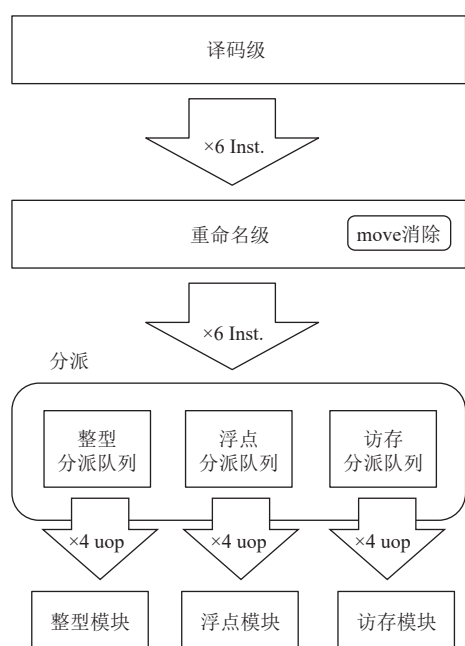 译码级
×6 Inst.
重命名级
move消除
×6 Inst.
分派
整型
分派队列
浮点
分派队列
访存
分派队列
×4 uop
×4 uop
×4 uop
整型模块
浮点模块
访存模块